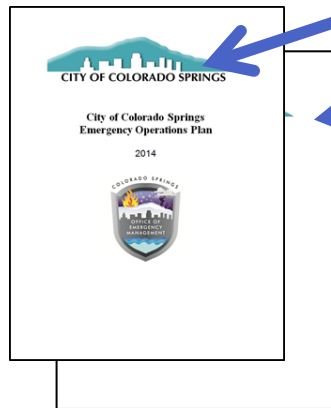 CITY OF COLORADO SPRINGS
City of Colorado Springs
Emergency Operations Plan
2014
COLORADO SPRINGS
OFFICE OF
EMERGENCY
MANAGEMENT